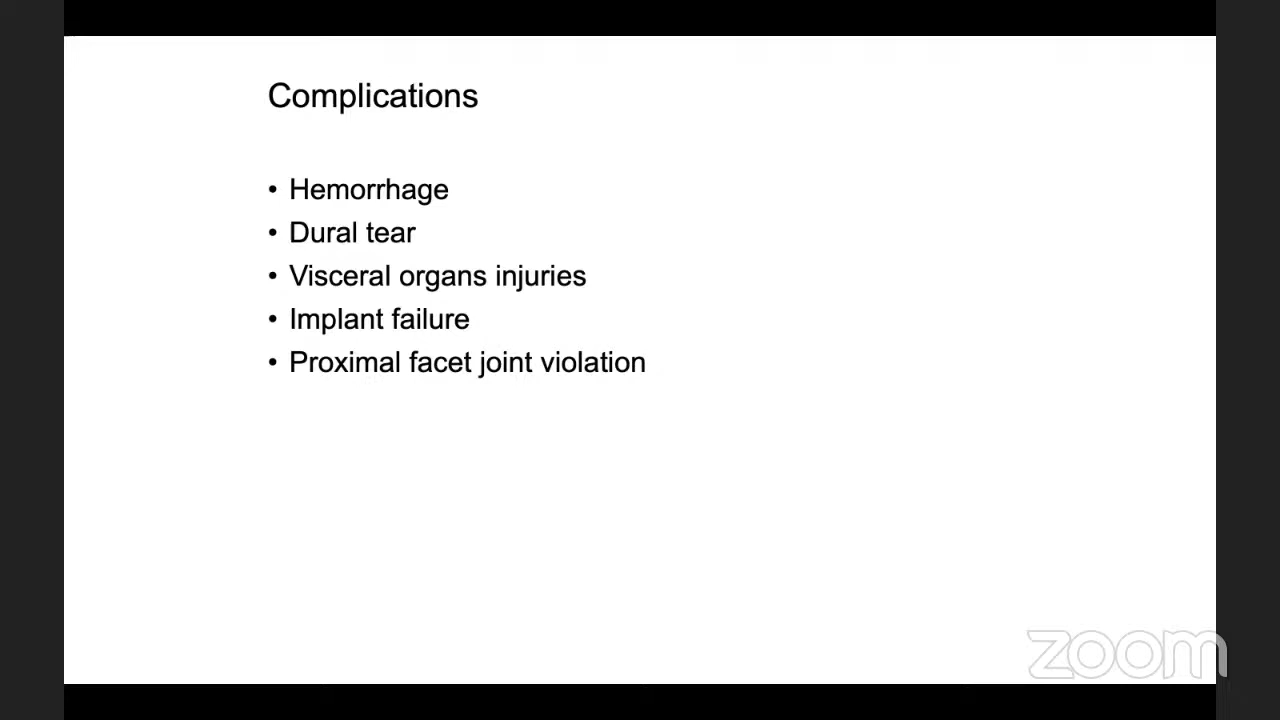 Complications
• Hemorrhage
• Dural tear
• Visceral organs injuries
• Implant failure
• Proximal facet joint violation
zoom